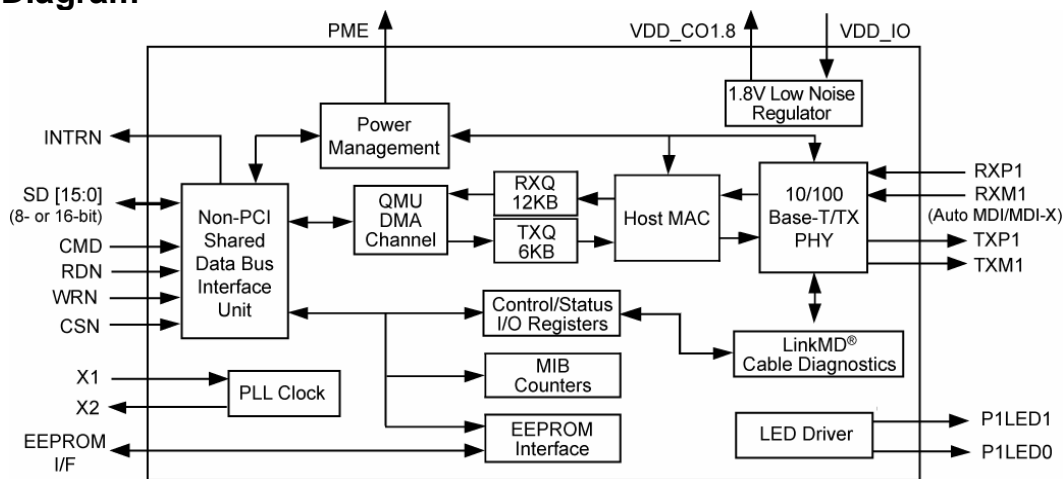 Diagram
PME
VDD_CO1.8
VDD_IO
1.8V Low Noise
Regulator
Power
Management
INTRN
SD [15:0]
(8- or 16-bit)
CMD
RDN
WRN
CSN
Non-PCI
Shared
Data Bus
Interface
Unit
QMU
DMA
Channel
RXQ
12KB
TXQ
6KB
Host MAC
10/100
Base-T/TX
PHY
RXP1
RXM1
(Auto MDI/MDI-X)
TXP1
TXM1
Control/Status
I/O Registers
LinkMD®
Cable Diagnostics
MIB
Counters
X1
X2
PLL Clock
EEPROM
I/F
EEPROM
Interface
LED Driver
P1LED1
P1LED0